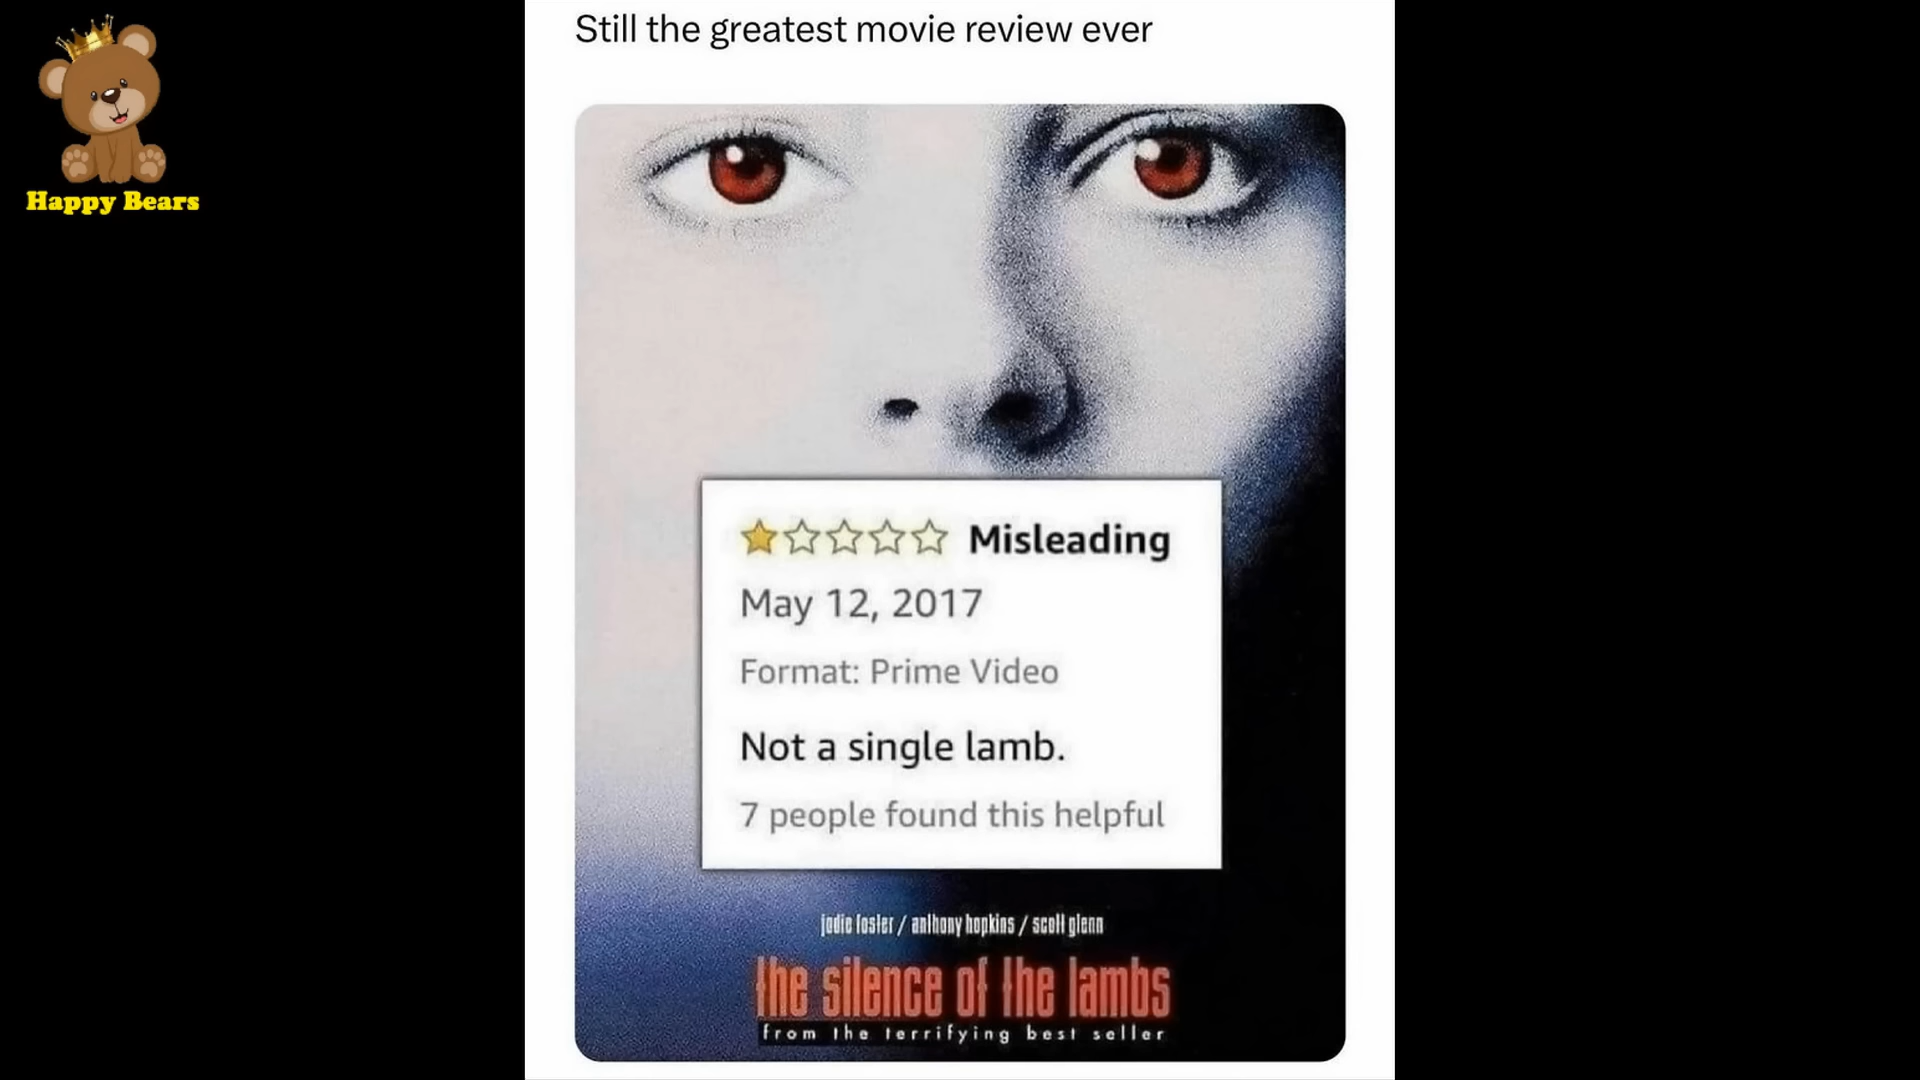 Still the greatest movie review ever
Happy Bears
Misleading
May 12, 2017
Format: Prime Video
Not a single lamb.
7 people found this helpful
jodie foster / anthony hopkins / scott glenn
the silence of the lambs
from the terrifying best seller